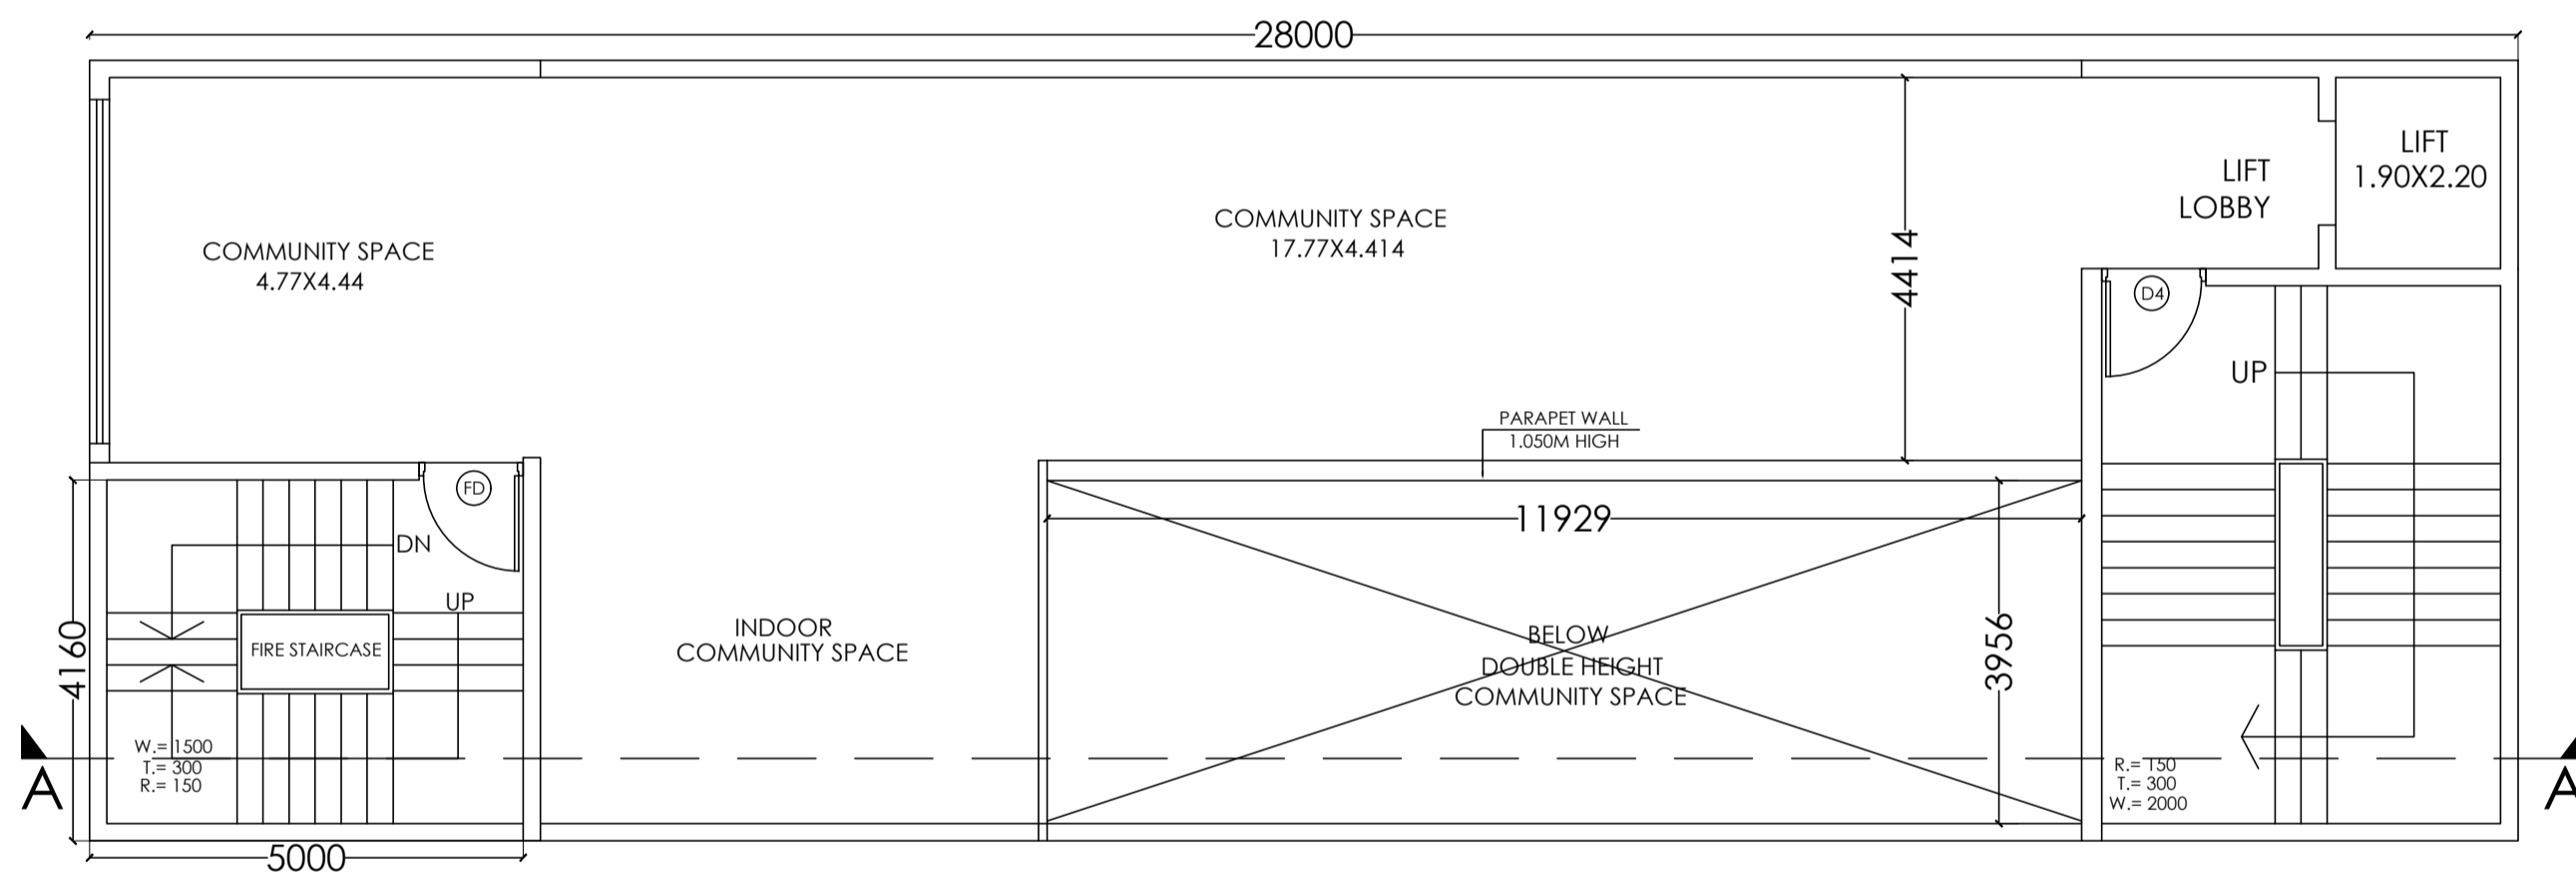 28000
LIFT
1.90X2.20
LIFT
LOBBY
COMMUNITY SPACE
17.77X4.414
COMMUNITY SPACE
4.77X4.44
4414
D4
UP
PARAPET WALL
1.050M HIGH
FD
11929
DN
UP
INDOOR
COMMUNITY SPACE
BELOW
DOUBLE HEIGHT
COMMUNITY SPACE
3956
FIRE STAIRCASE
4160
W.= 1500
T.= 300
R.= 150
R.= 150
T.= 300
W.= 2000
A
A
5000